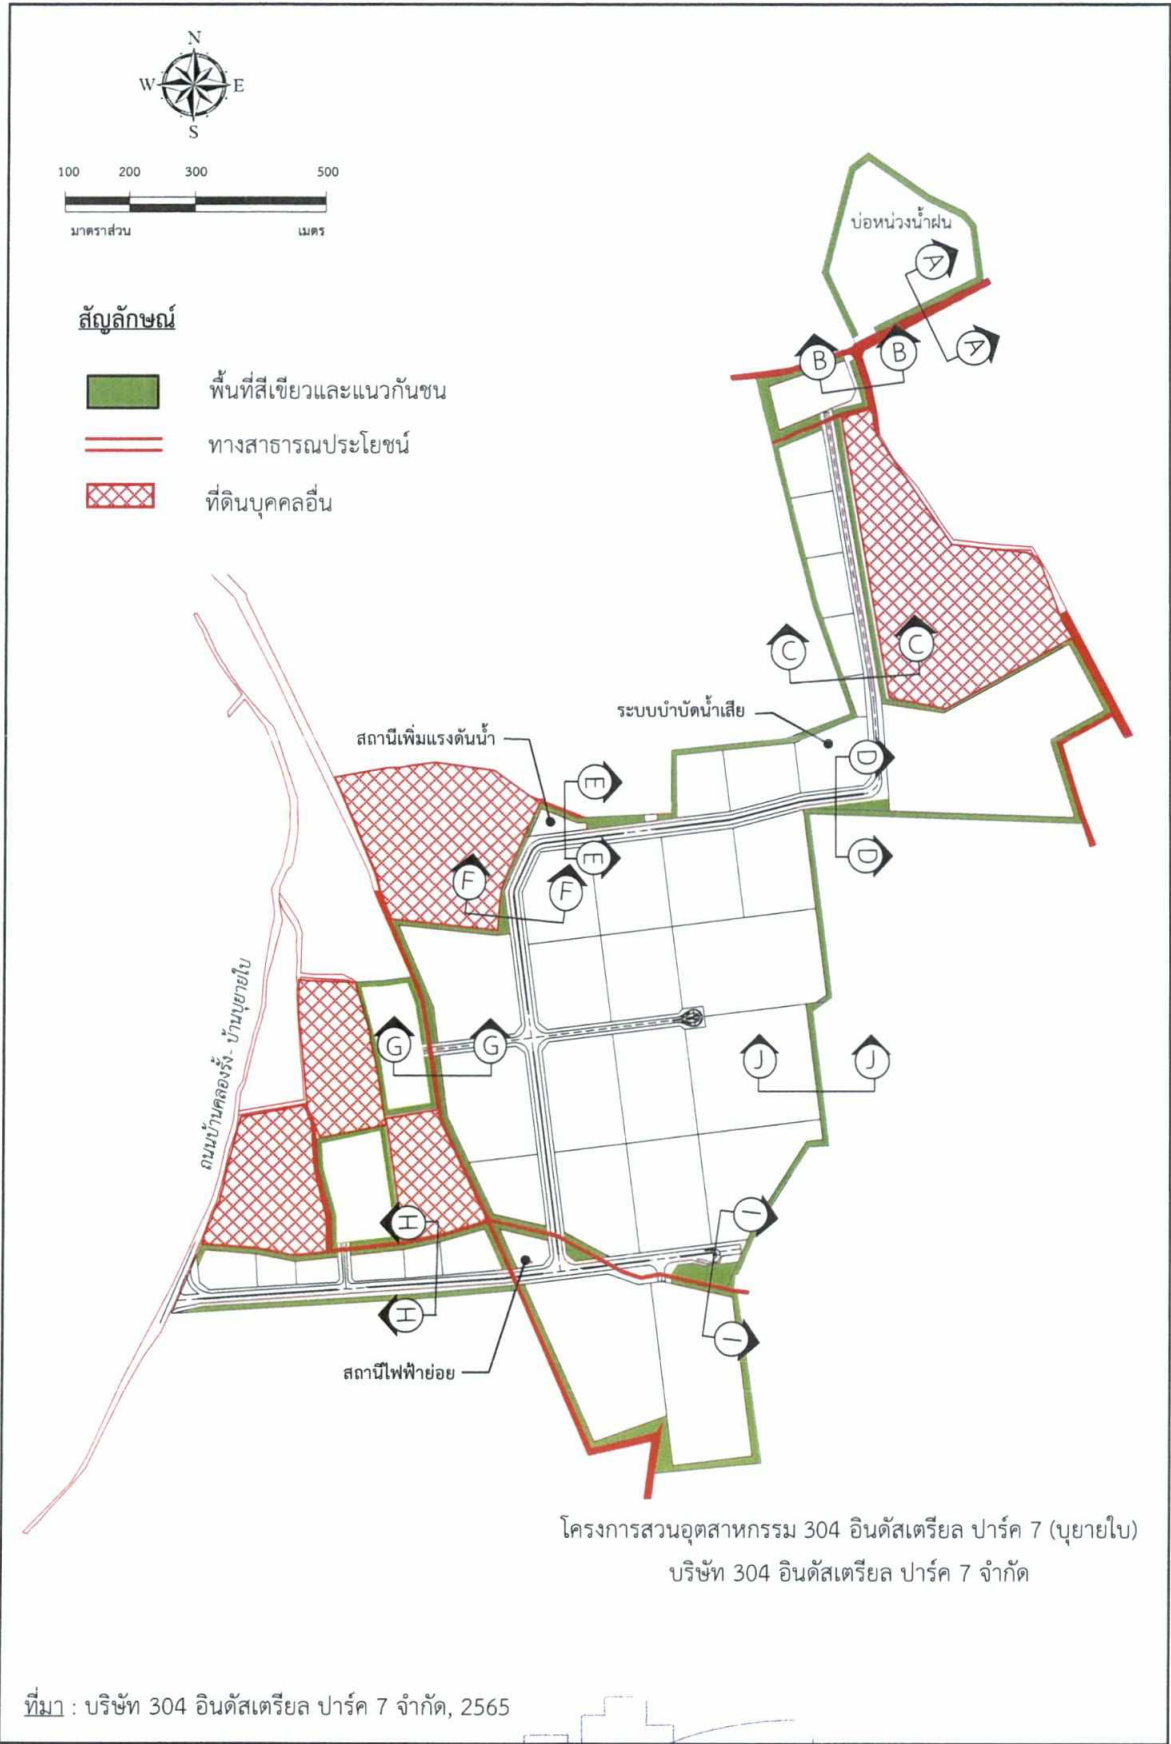 N
W E
S
100 200 300 500
มาตราส่วน เมตร
สัญลักษณ์
พื้นที่สีเขียวและแนวกันชน
ทางสาธารณประโยชน์
ที่ดินบุคคลอื่น
บ่อหน่วงน้ำฝน
A
A
B B
C C
ระบบบำบัดน้ำเสีย
สถานีเพิ่มแรงดันน้ำ
D
E
D
E
F F
ถนนบ้านคลองรั้ง - บ้านบุยายใบ
G G
J J
H
I
H
I
สถานีไฟฟ้าย่อย
โครงการสวนอุตสาหกรรม 304 อินดัสเตรียล ปาร์ค 7 (บุยายใบ)
บริษัท 304 อินดัสเตรียล ปาร์ค 7 จำกัด
ที่มา : บริษัท 304 อินดัสเตรียล ปาร์ค 7 จำกัด, 2565